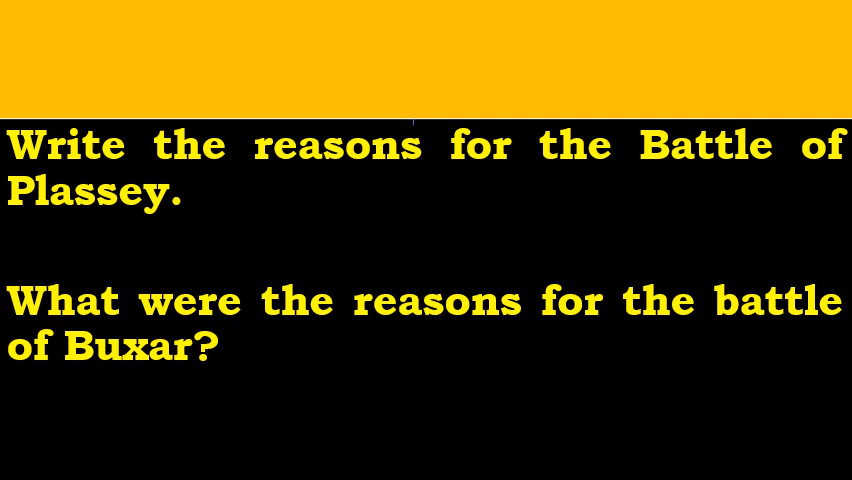 Write the reasons for the Battle of
Plassey.
What were the reasons for the battle
of Buxar?